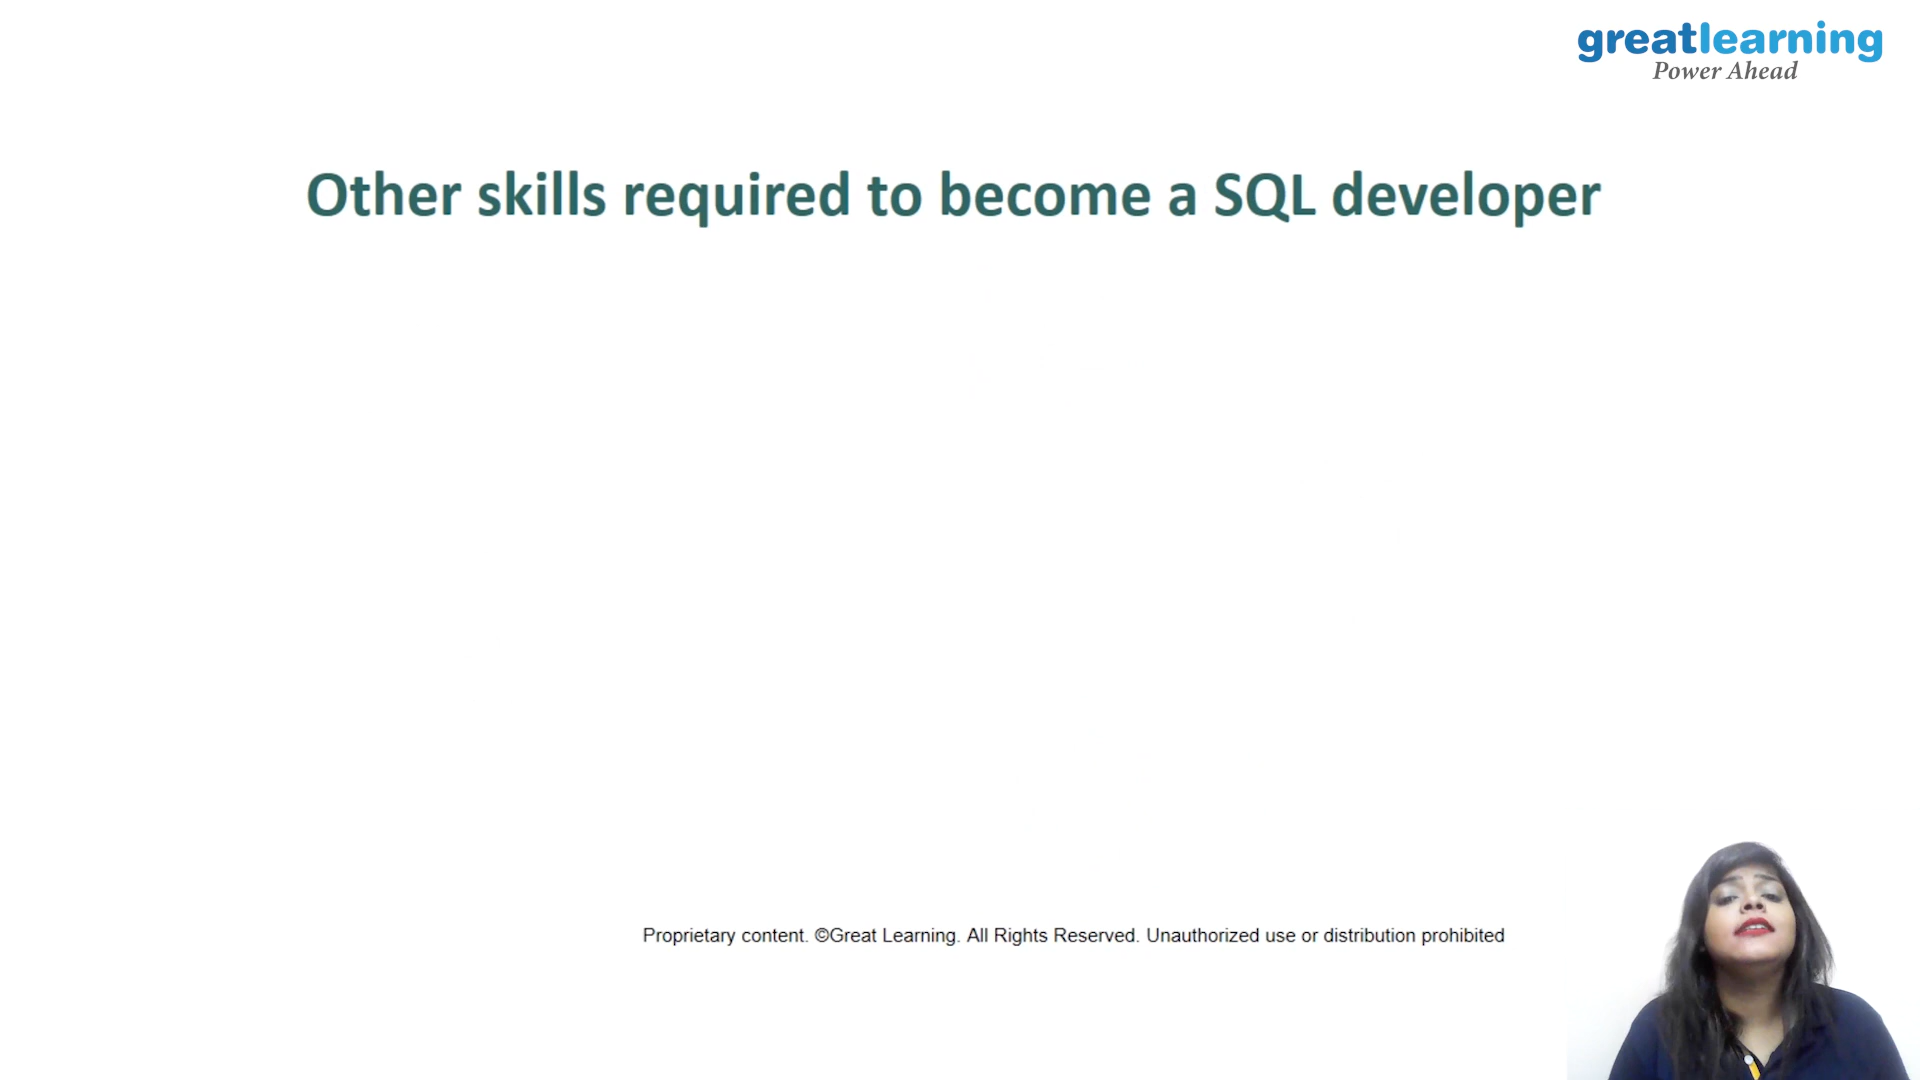 greatlearning
Power Ahead
Other skills required to become a SQL developer
Proprietary content. ©Great Learning. All Rights Reserved. Unauthorized use or distribution prohibited